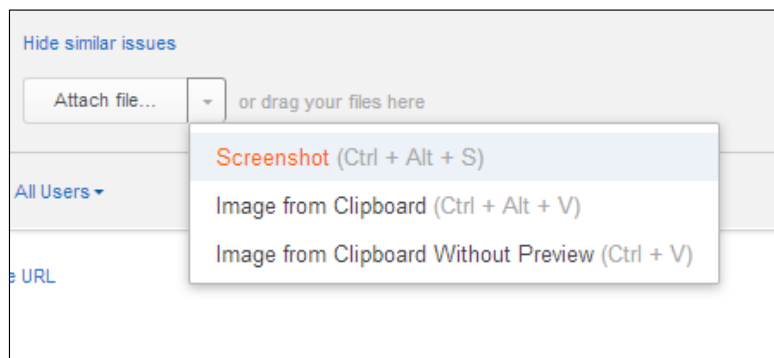 Hide similar issues
Attach file... or drag your files here
Screenshot (Ctrl + Alt + S)
All Users
Image from Clipboard (Ctrl + Alt + V)
Image from Clipboard Without Preview (Ctrl + V)
URL